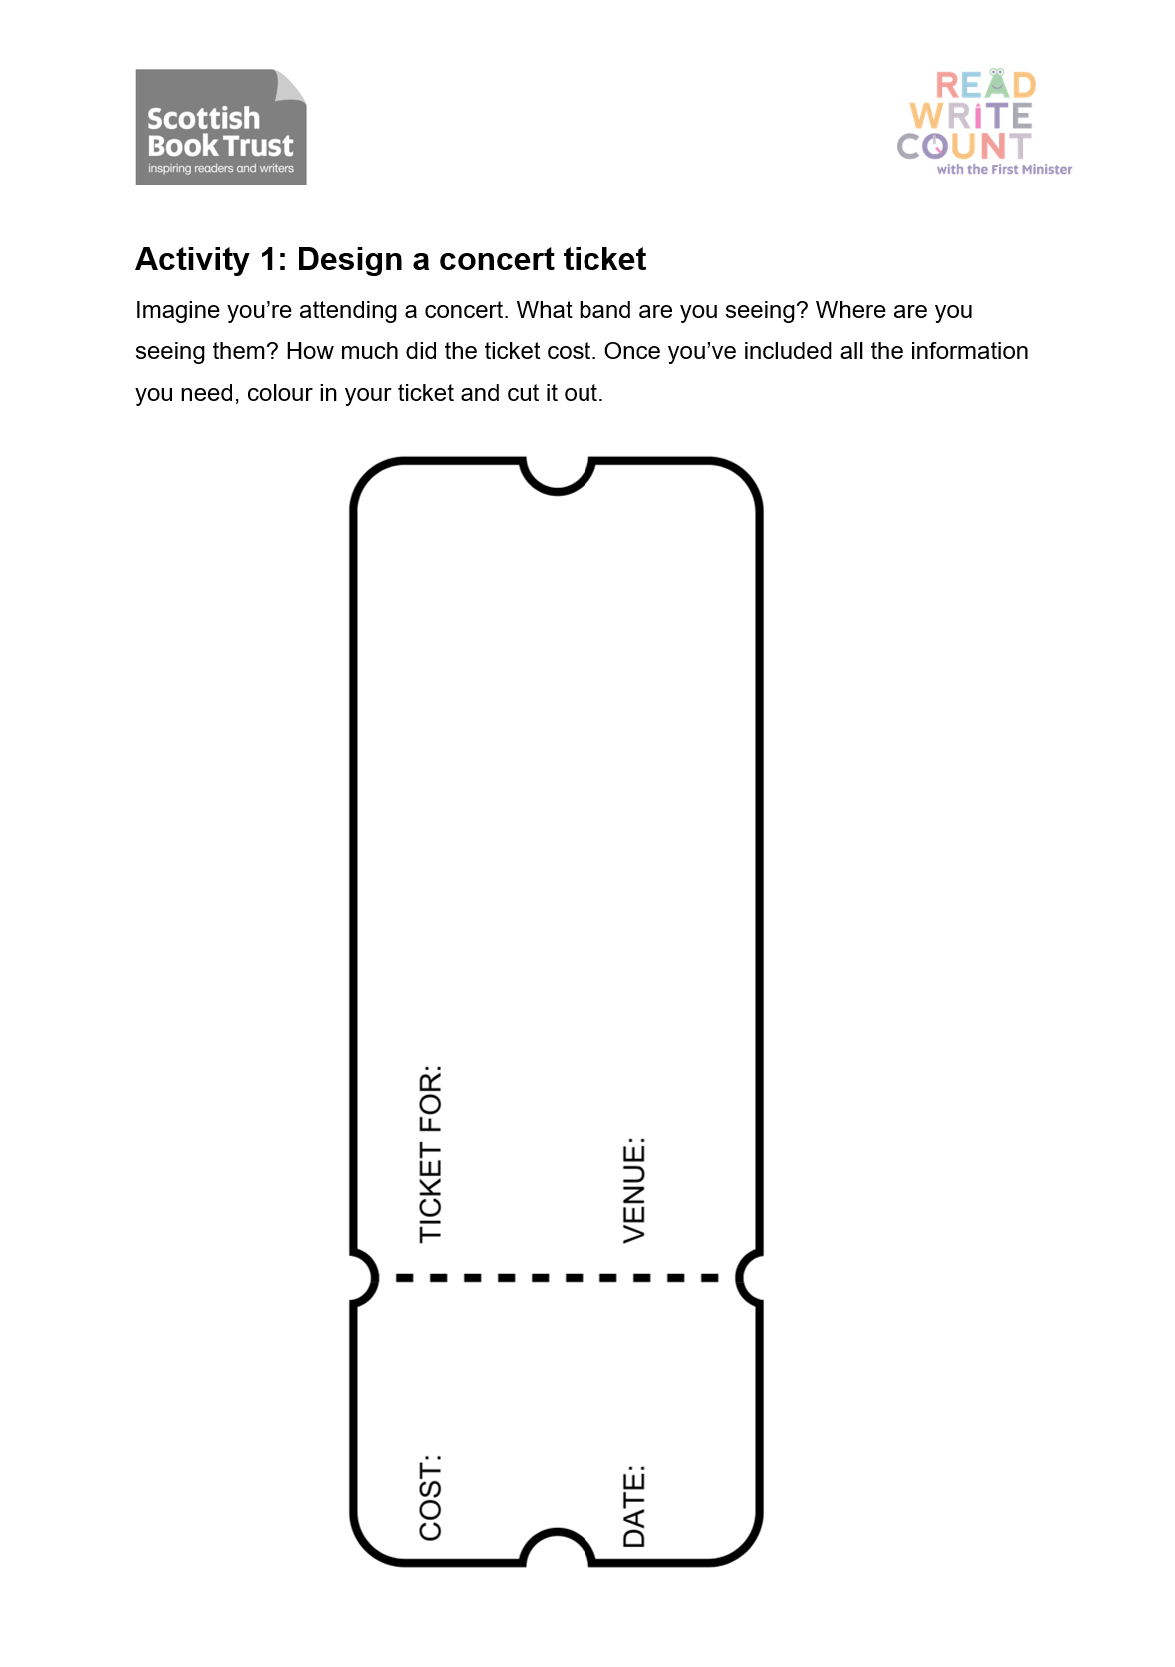 Scottish
Book Trust
inspiring readers and writers
READ
WRITE
COUNT
with the First Minister
Activity 1: Design a concert ticket
Imagine you’re attending a concert. What band are you seeing? Where are you
seeing them? How much did the ticket cost. Once you’ve included all the information
you need, colour in your ticket and cut it out.
TICKET FOR:
VENUE:
COST:
DATE: